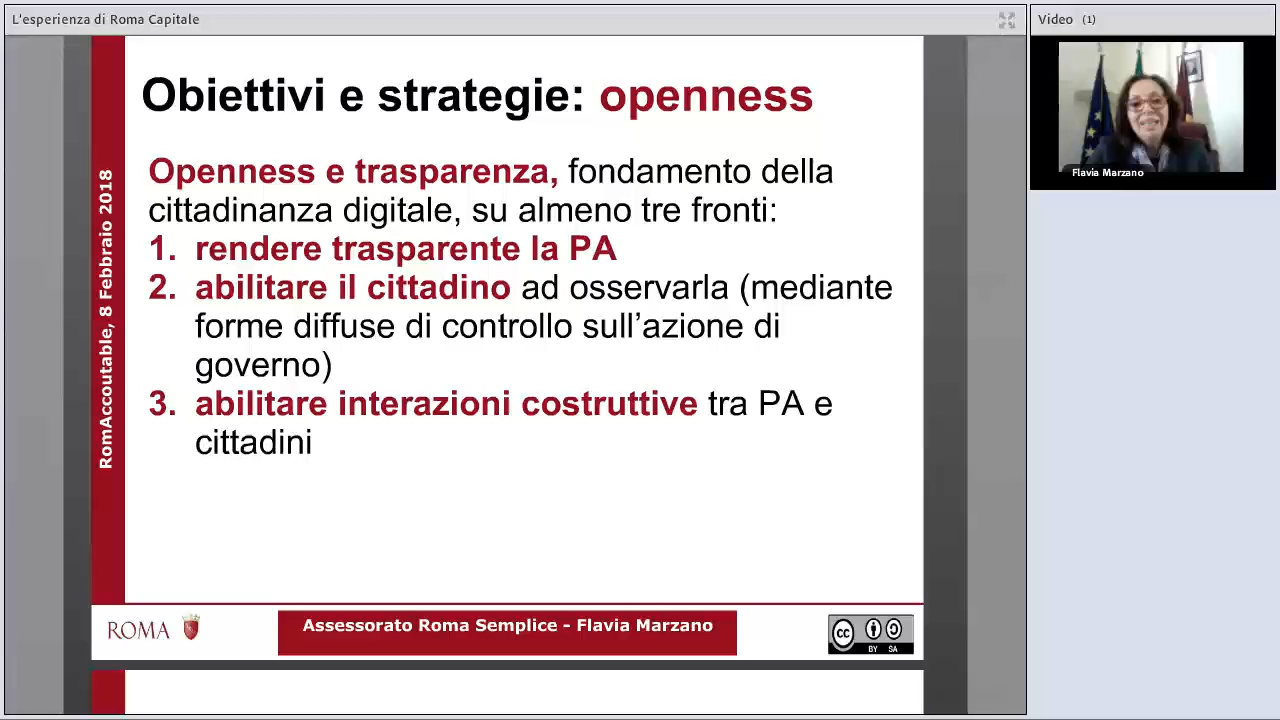 L'esperienza di Roma Capitale
Video (1)
Flavia Marzano
RomAccoutable, 8 Febbraio 2018
Obiettivi e strategie: openness
Openness e trasparenza, fondamento della
cittadinanza digitale, su almeno tre fronti:
1. rendere trasparente la PA
2. abilitare il cittadino ad osservarla (mediante
forme diffuse di controllo sull’azione di
governo)
3. abilitare interazioni costruttive tra PA e
cittadini
ROMA
Assessorato Roma Semplice - Flavia Marzano
cc
BY SA